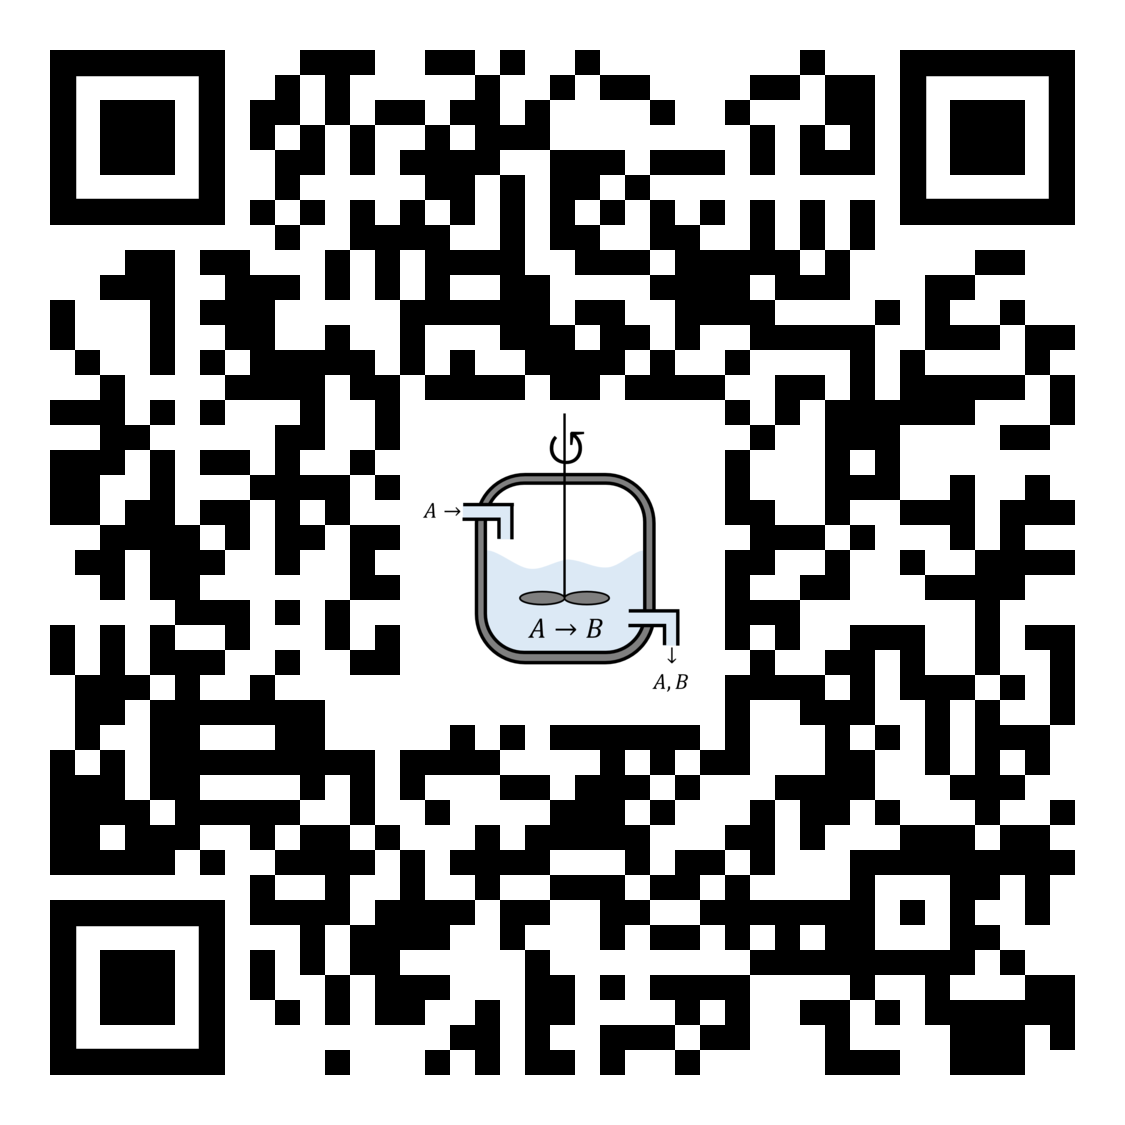 A →
A → B
↓
A, B